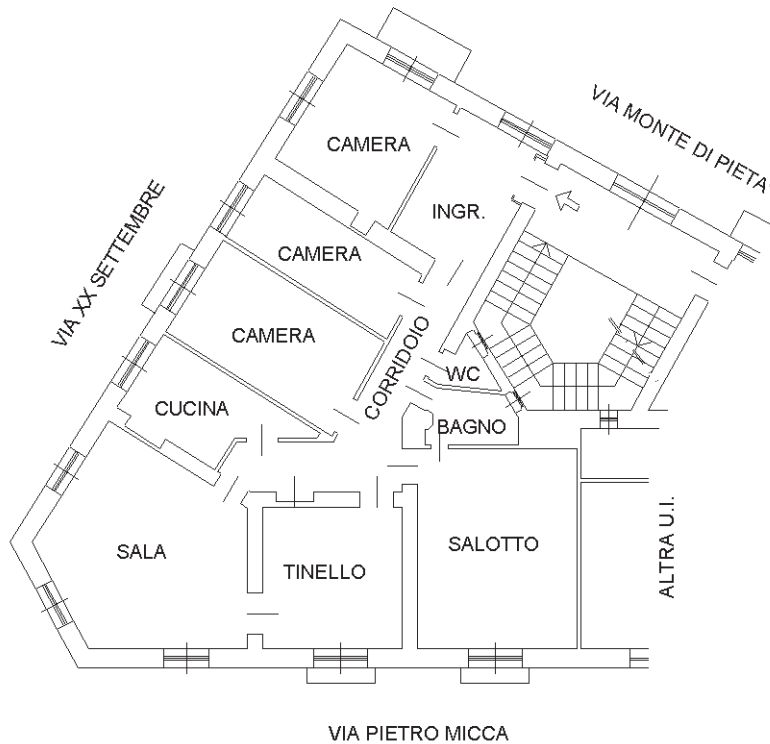 VIA MONTE DI PIETA
CAMERA
INGR.
VIA XX SETTEMBRE
CAMERA
CAMERA
CORRIDOIO
WC
CUCINA
BAGNO
SALA
TINELLO
SALOTTO
ALTRA U.I.
VIA PIETRO MICCA